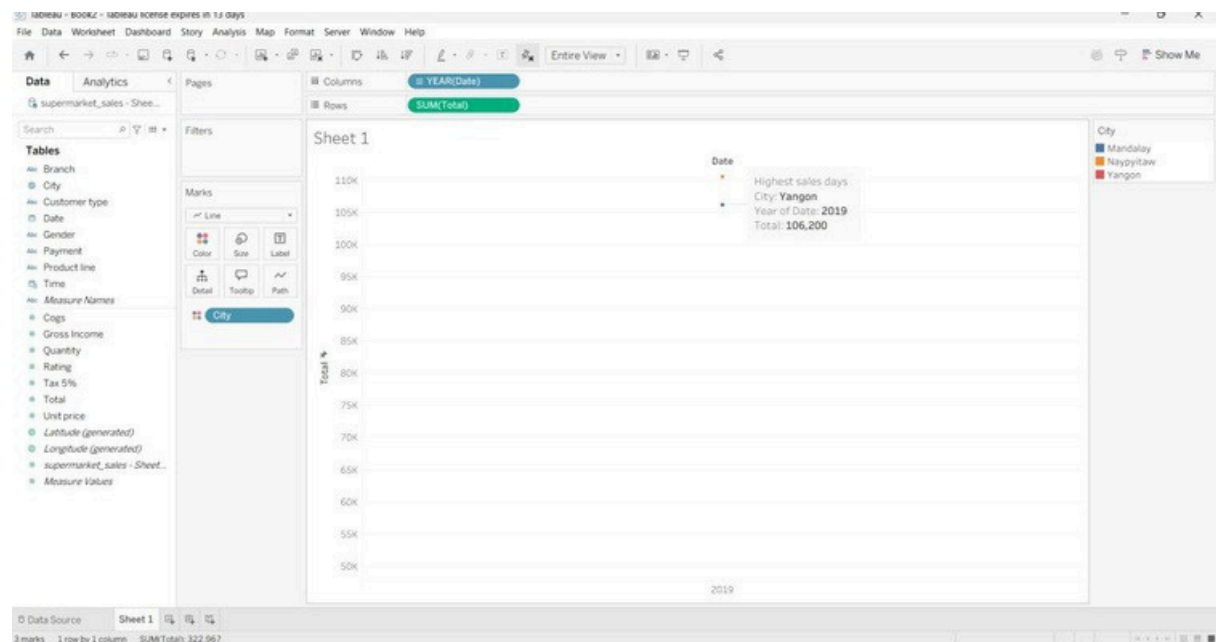 Tableau - Book2 - Tableau license expires in 13 days
File Data Worksheet Dashboard Story Analysis Map Format Server Window Help
Entire View
Show Me
Data Analytics
supermarket_sales - Shee...
Search
Tables
Abc Branch
City
Abc Customer type
Date
Abc Gender
Abc Payment
Abc Product line
Time
Abc Measure Names
Cogs
Gross Income
Quantity
Rating
Tax 5%
Total
Unit price
Latitude (generated)
Longitude (generated)
supermarket_sales - Sheet...
Measure Values
Pages
Filters
Marks
Line
Color Size Label
Detail Tooltip Path
City
Columns YEAR(Date)
Rows SUM(Total)
Sheet 1
Date
Highest sales days
City: Yangon
Year of Date: 2019
Total: 106,200
110K
105K
100K
95K
90K
85K
80K
75K
70K
65K
60K
55K
50K
Total
2019
City
Mandalay
Naypyitaw
Yangon
Data Source Sheet 1
3 marks 1 row by 1 column SUM(Total): 322,967